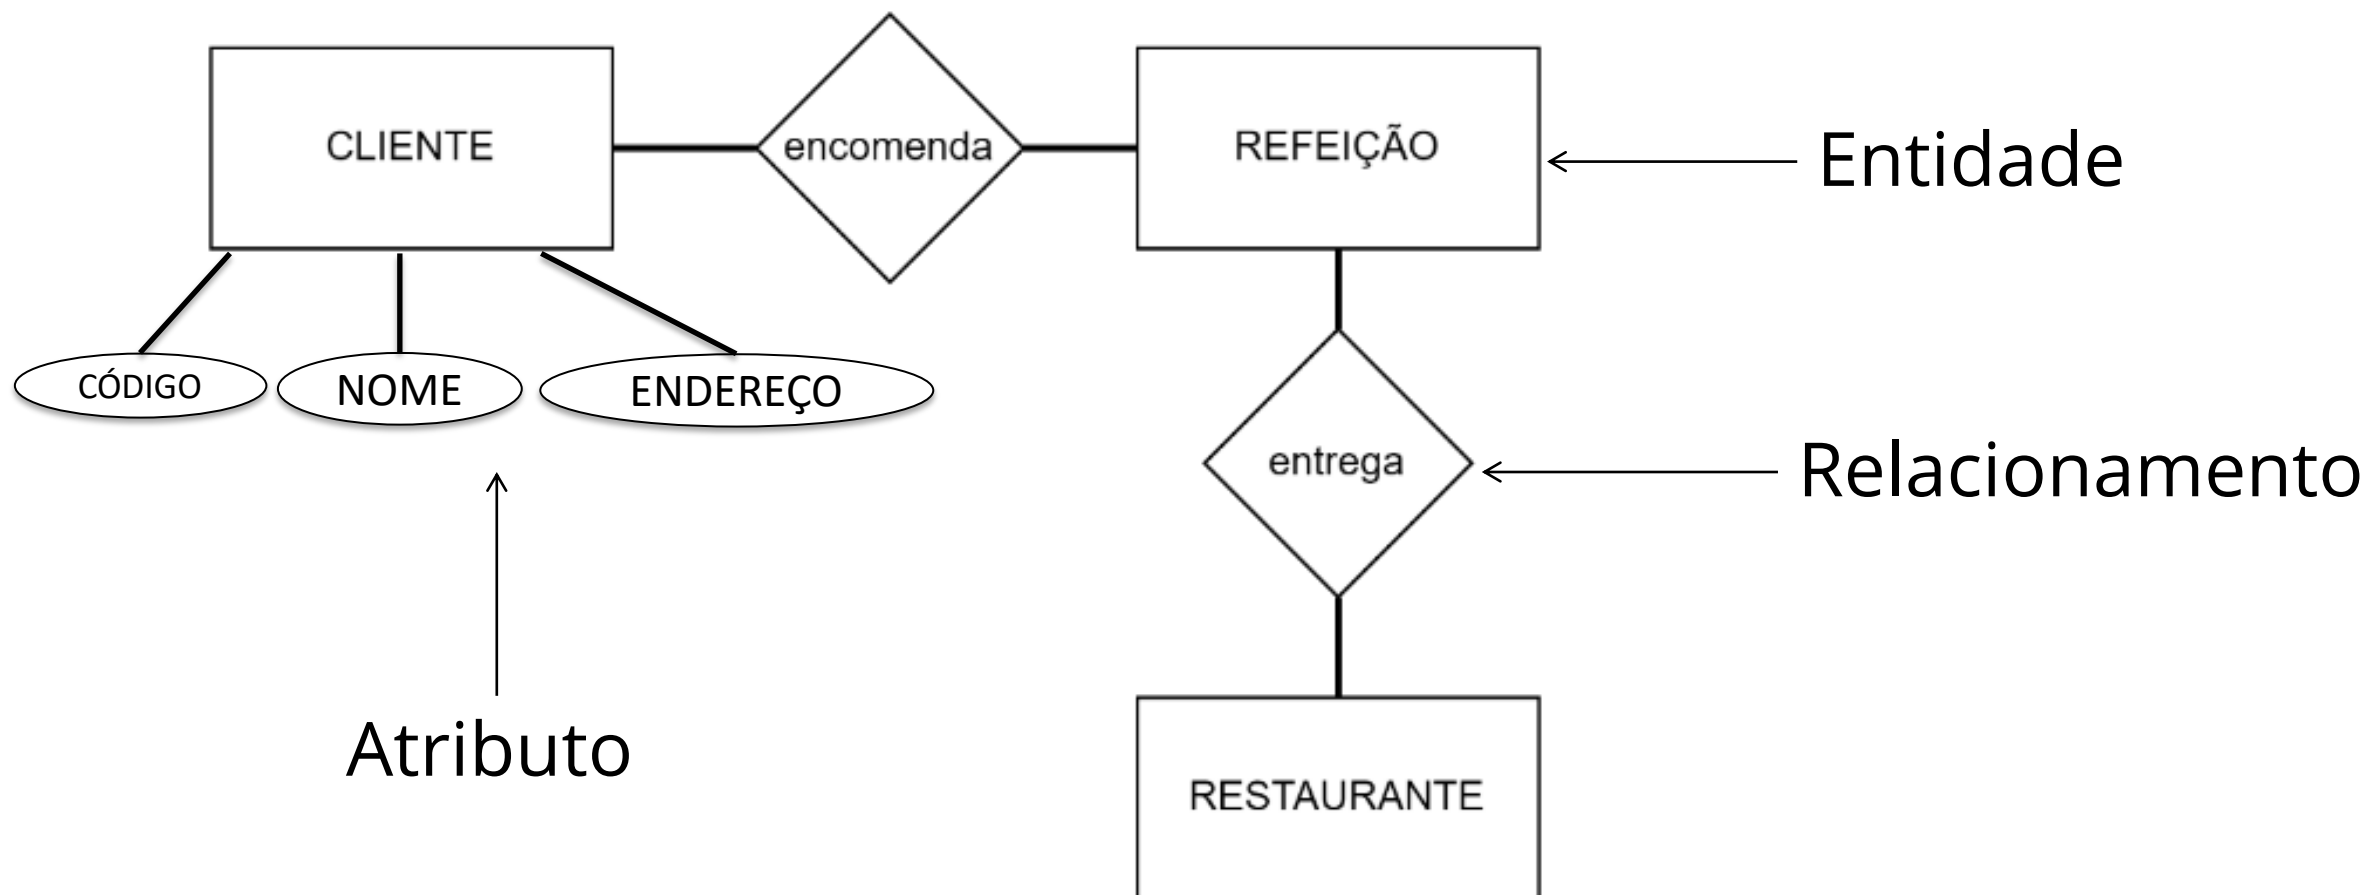 CLIENTE
encomenda
REFEIÇÃO
Entidade
CÓDIGO
NOME
ENDEREÇO
entrega
Relacionamento
Atributo
RESTAURANTE